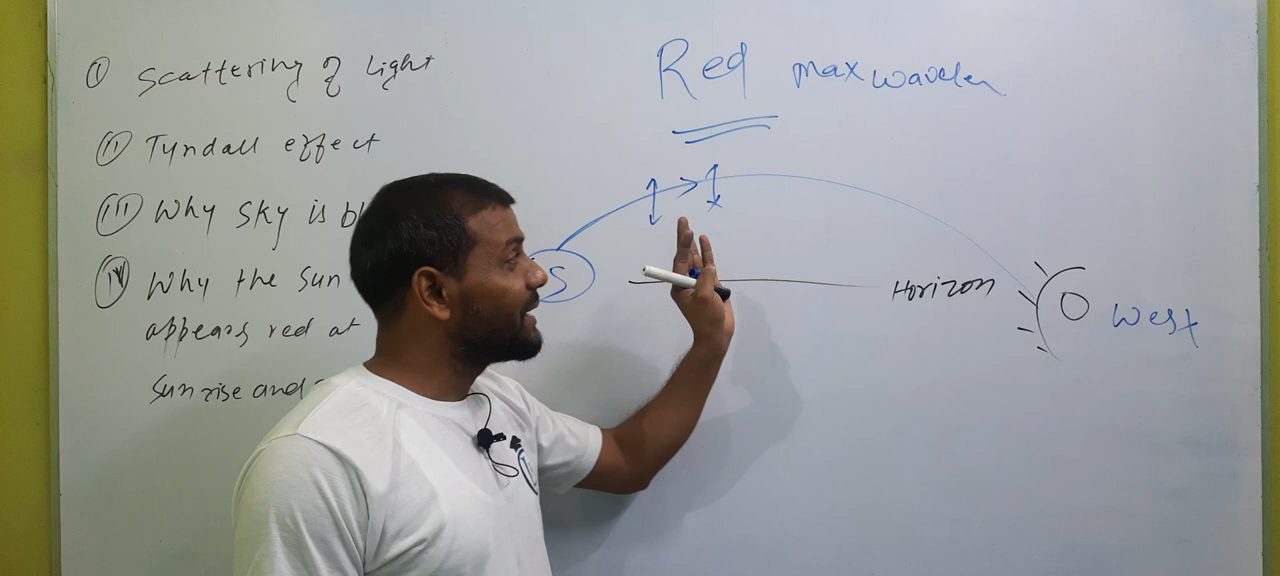 (I) Scattering of Light
(II) Tyndall effect
(III) Why Sky is bl
(IV) Why the Sun
appears red at
Sunrise and
Red max wavelen
S
Horizon
West